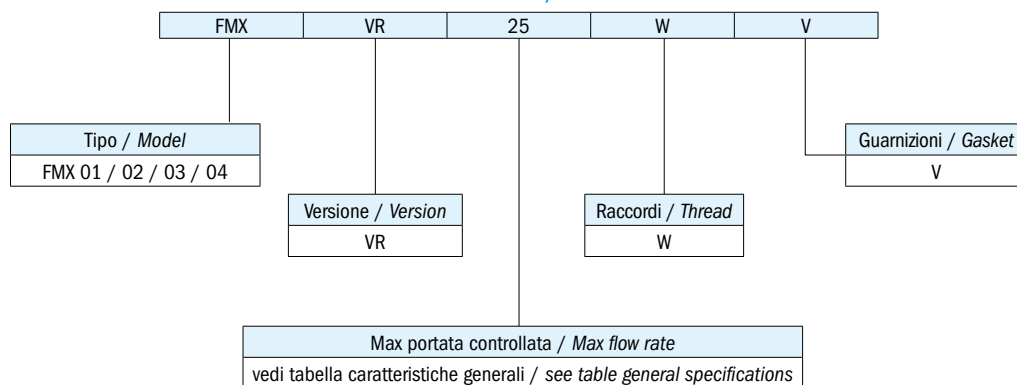 FMX VR 25 W V
Tipo / Model
FMX 01 / 02 / 03 / 04
Guarnizioni / Gasket
V
Versione / Version
VR
Raccordi / Thread
W
Max portata controllata / Max flow rate
vedi tabella caratteristiche generali / see table general specifications